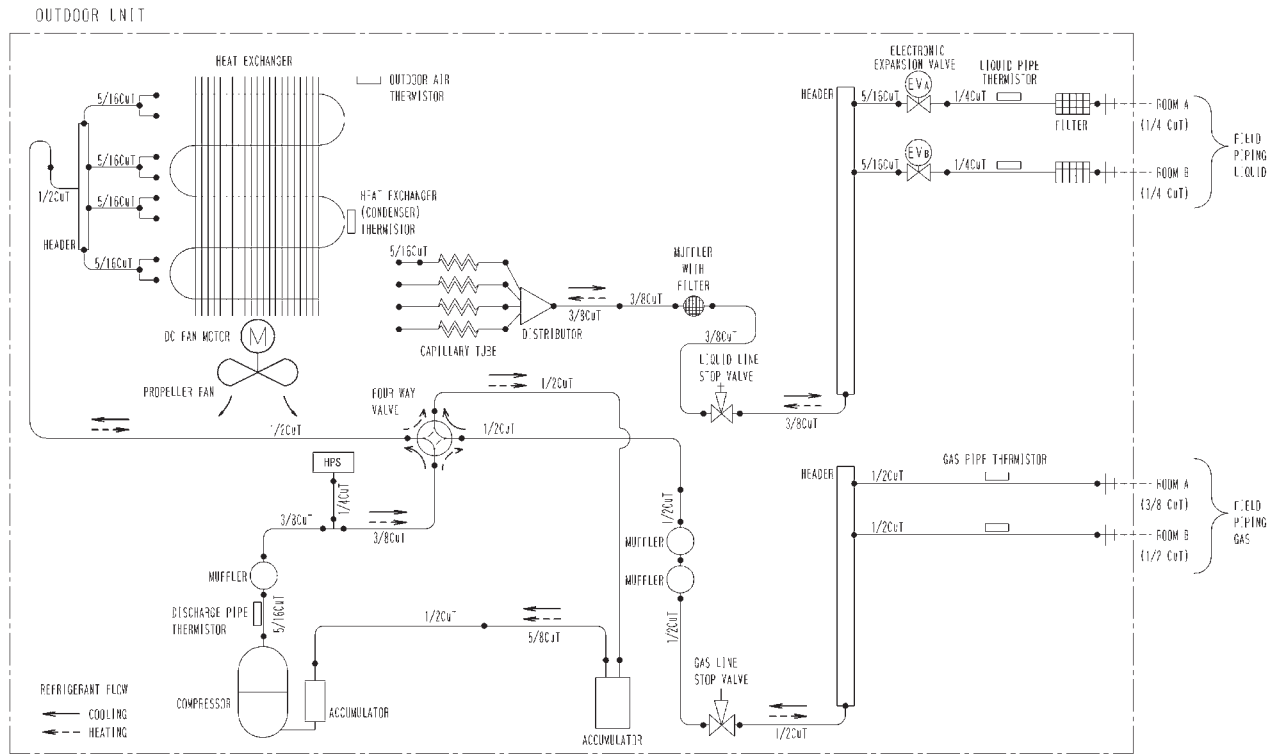 OUTDOOR UNIT
HEAT EXCHANGER
OUTDOOR AIR
THERMISTOR
5/16CuT
5/16CuT
5/16CuT
5/16CuT
1/2CuT
HEADER
HEAT EXCHANGER
(CONDENSER)
THERMISTOR
DC FAN MOTOR
M
PROPELLER FAN
5/16CuT
CAPILLARY TUBE
DISTRIBUTOR
3/8CuT
3/8CuT
MUFFLER
WITH
FILTER
3/8CuT
LIQUID LINE
STOP VALVE
3/8CuT
HEADER
ELECTRONIC
EXPANSION VALVE
LIQUID PIPE
THERMISTOR
5/16CuT
EVA
1/4CuT
FILTER
ROOM A
(1/4 CuT)
5/16CuT
EVB
1/4CuT
ROOM B
(1/4 CuT)
FIELD
PIPING
LIQUID
FOUR WAY
VALVE
1/2CuT
1/2CuT
1/2CuT
HPS
1/4CuT
3/8CuT
3/8CuT
MUFFLER
DISCHARGE PIPE
THERMISTOR
5/16CuT
COMPRESSOR
ACCUMULATOR
1/2CuT
5/8CuT
ACCUMULATOR
1/2CuT
MUFFLER
MUFFLER
1/2CuT
GAS LINE
STOP VALVE
1/2CuT
HEADER
1/2CuT
GAS PIPE THERMISTOR
ROOM A
(3/8 CuT)
1/2CuT
ROOM B
(1/2 CuT)
FIELD
PIPING
GAS
REFRIGERANT FLOW
COOLING
HEATING